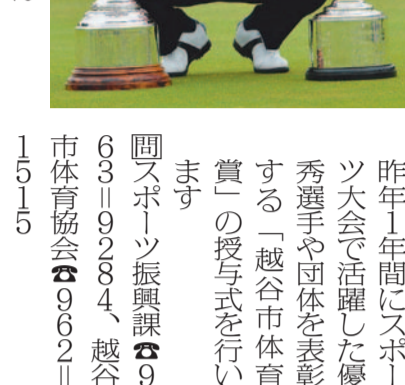 昨年1年間にスポー
ツ大会で活躍した優
秀選手や団体を表彰
する「越谷市体育
賞」の授与式を行い
ます
問スポーツ振興課☎9
63=9284、越谷
市体育協会☎962=
1515